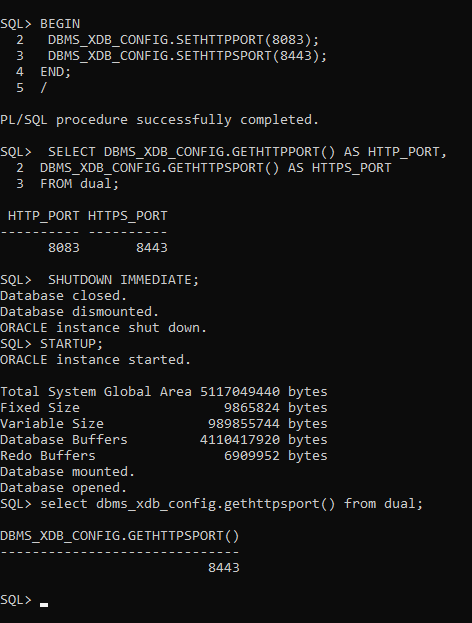 SQL> BEGIN
  2   DBMS_XDB_CONFIG.SETHTTPPORT(8083);
  3   DBMS_XDB_CONFIG.SETHTTPSPORT(8443);
  4  END;
  5  /

PL/SQL procedure successfully completed.

SQL>  SELECT DBMS_XDB_CONFIG.GETHTTPPORT() AS HTTP_PORT,
  2  DBMS_XDB_CONFIG.GETHTTPSPORT() AS HTTPS_PORT
  3  FROM dual;

 HTTP_PORT HTTPS_PORT
---------- ----------
      8083       8443

SQL>  SHUTDOWN IMMEDIATE;
Database closed.
Database dismounted.
ORACLE instance shut down.
SQL> STARTUP;
ORACLE instance started.

Total System Global Area 5117049440 bytes
Fixed Size                  9865824 bytes
Variable Size             989855744 bytes
Database Buffers         4110417920 bytes
Redo Buffers                6909952 bytes
Database mounted.
Database opened.
SQL> select dbms_xdb_config.gethttpsport() from dual;

DBMS_XDB_CONFIG.GETHTTPSPORT()
------------------------------
                          8443

SQL>